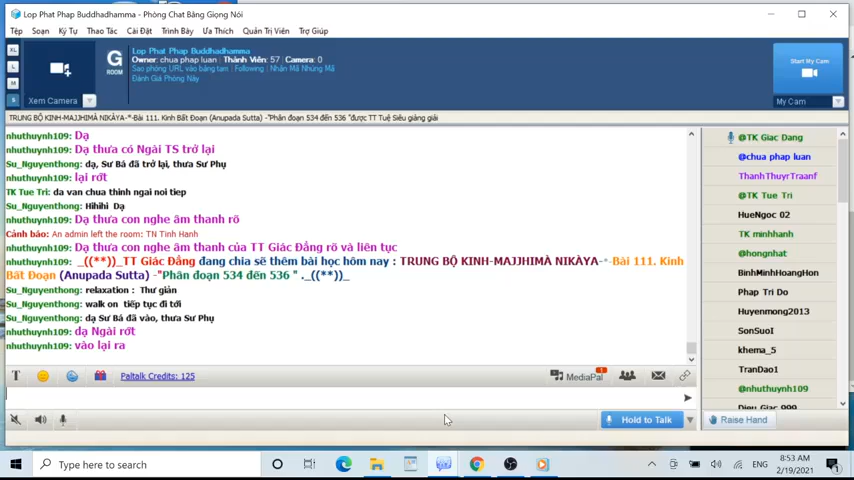 Lop Phat Phap Buddhadhamma - Phòng Chat Bằng Giọng Nói
Tệp Soạn Ký Tự Thao Tác Cài Đặt Trình Bày Ưa Thích Quản Trị Viên Trợ Giúp
XL
L
M
S
Xem Camera
G
ROOM
Lop Phat Phap Buddhadhamma
Owner: chua phap luan Thành Viên: 57 Camera: 0
Sao phỏng URL vào bảng tạm Following Nhấn Mã Nhúng Mã
Đánh Giá Phòng Này
Start My Cam
My Cam
TRUNG BỘ KINH-MAJJHIMÀ NIKÀYA-*-Bài 111. Kinh Bất Đoạn (Anupada Sutta) -"Phân đoạn 534 đến 536 "được TT Tuệ Siêu giảng giải
nhuthuynh109: Dạ
nhuthuynh109: Dạ thưa có Ngài TS trở lại
Su_Nguyenthong: dạ, Sư Bá đã trở lại, thưa Sư Phụ
nhuthuynh109: lại rớt
TK Tue Tri: da van chua thinh ngai noi tiep
Su_Nguyenthong: Hihihi Dạ
nhuthuynh109: Dạ thưa con nghe âm thanh rõ
Cảnh báo: An admin left the room: TN Tinh Hanh
nhuthuynh109: Dạ thưa con nghe âm thanh của TT Giác Đẳng rõ và liên tục
nhuthuynh109: _((**))_TT Giác Đẳng đang chia sẽ thêm bài học hôm nay : TRUNG BỘ KINH-MAJJHIMÀ NIKÀYA-*-Bài 111. Kinh
Bất Đoạn (Anupada Sutta) -"Phân đoạn 534 đến 536 " ._((**))_
Su_Nguyenthong: relaxation : Thư giản
Su_Nguyenthong: walk on tiếp tục đi tới
Su_Nguyenthong: dạ Sư Bá đã vào, thưa Sư Phụ
nhuthuynh109: dạ Ngài rớt
nhuthuynh109: vào lại ra
@TK Giac Dang
@chua phap luan
ThanhThuyrTraanf
@TK Tue Tri
HueNgoc 02
TK minhhanh
@hongnhat
BinhMinhHoangHon
Phap Tri Do
Huyenmong2013
SonSuoI
khema_5
TranDao1
@nhuthuynh109
Dieu Giac 999
T Paltalk Credits: 125 MediaPal 1
Hold to Talk Raise Hand
Type here to search
ENG
8:53 AM
2/19/2021
1